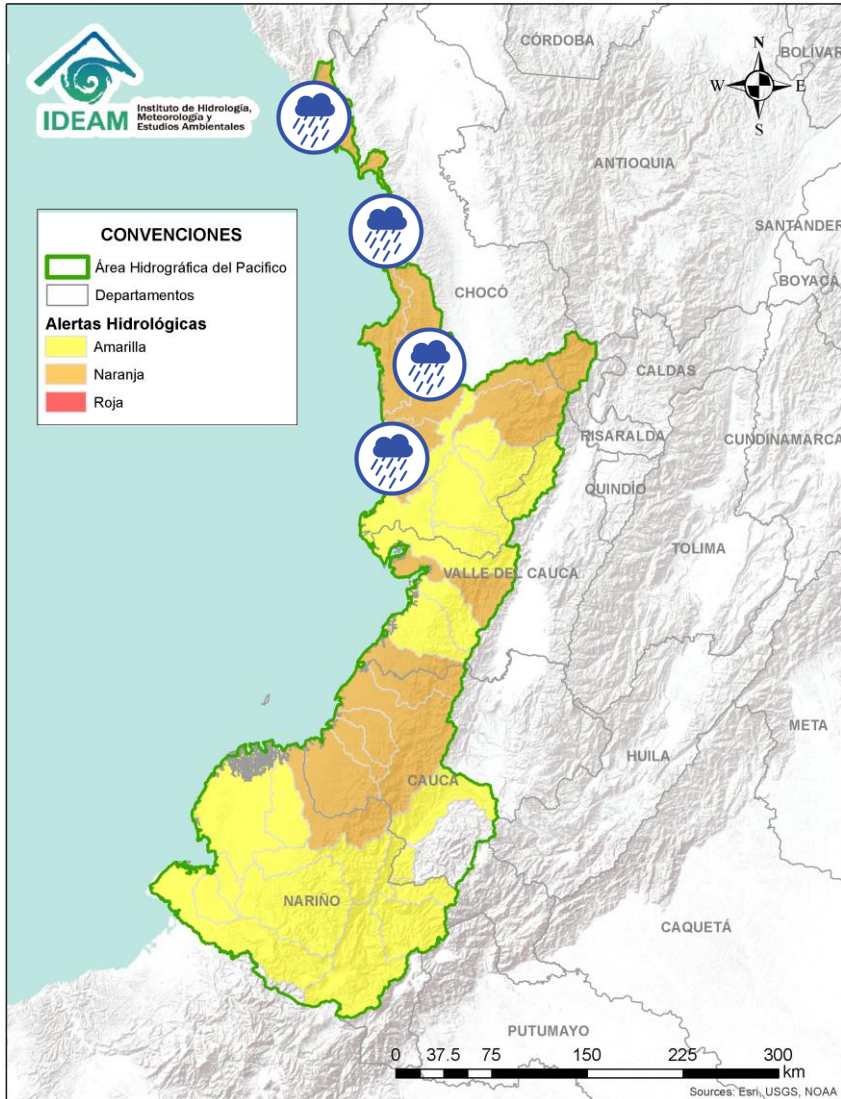 IDEAM
Instituto de Hidrología,
Meteorología y
Estudios Ambientales
N
W
E
S
CONVENCIONES
Área Hidrográfica del Pacifico
Departamentos
Alertas Hidrológicas
Amarilla
Naranja
Roja
CÓRDOBA
BOLÍVAR
ANTIOQUIA
SANTANDER
BOYACÁ
CHOCÓ
CALDAS
RISARALDA
CUNDINAMARCA
QUINDÍO
TOLIMA
VALLE DEL CAUCA
META
HUILA
CAUCA
NARIÑO
CAQUETÁ
PUTUMAYO
0 37.5 75 150 225 300
km
Sources: Esri, USGS, NOAA